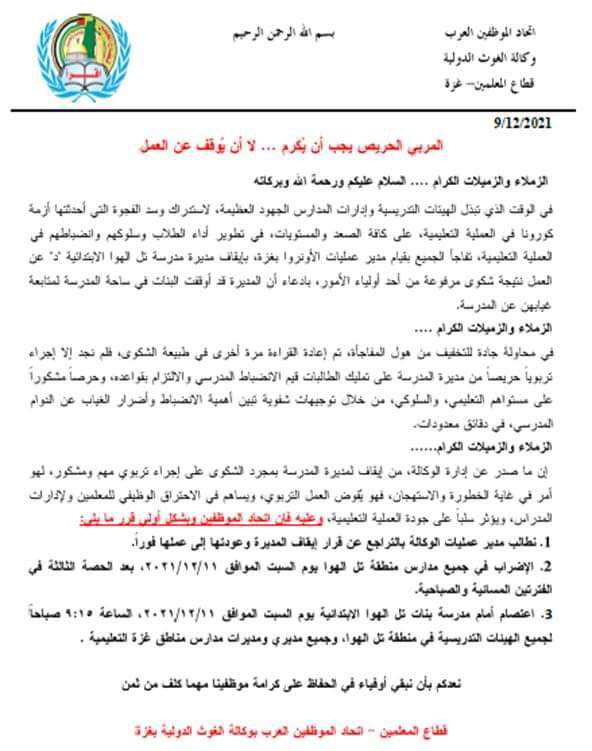 اتحاد الموظفين العرب
وكالة الغوث الدولية
قطاع المعلمين– غزة
بسم الله الرحمن الرحيم
اقرأ
9/12/2021
المربي الحريص يجب أن يُكرم ... لا أن يُوقف عن العمل
الزملاء والزميلات الكرام .... السلام عليكم ورحمة الله وبركاته
في الوقت الذي تبذل الهيئات التدريسية وإدارات المدارس الجهود العظيمة، لاستدراك وسد الفجوة التي أحدثتها أزمة
كورونا في العملية التعليمية، على كافة الصعد والمستويات، في تطوير أداء الطلاب وسلوكهم وانضباطهم في
العملية التعليمية، تفاجأ الجميع بقيام مدير عمليات الأونروا بغزة، بإيقاف مديرة مدرسة تل الهوا الابتدائية "د" عن
العمل نتيجة شكوى مرفوعة من أحد أولياء الأمور، بادعاء أن المديرة قد أوقفت البنات في ساحة المدرسة لمتابعة
غيابهن عن المدرسة.
الزملاء والزميلات الكرام ....
في محاولة جادة للتخفيف من هول المفاجأة، تم إعادة القراءة مرة أخرى في طبيعة الشكوى، فلم نجد إلا إجراء
تربوياً حريصاً من مديرة المدرسة على تمليك الطالبات قيم الانضباط المدرسي والالتزام بقواعده، وحرصاً مشكوراً
على مستواهم التعليمي، والسلوكي، من خلال توجيهات شفوية تبين أهمية الانضباط وأضرار الغياب عن الدوام
المدرسي، في دقائق معدودات.
الزملاء والزميلات الكرام......
إن ما صدر عن إدارة الوكالة، من إيقاف لمديرة المدرسة بمجرد الشكوى على إجراء تربوي مهم ومشكور، لهو
أمر في غاية الخطورة والاستهجان، فهو يُقوض العمل التربوي، ويساهم في الاحتراق الوظيفي للمعلمين ولإدارات
المدراس، ويؤثر سلباً على جودة العملية التعليمية، وعليه فإن اتحاد الموظفين وبشكل أولي قرر ما يلي:
1. نطالب مدير عمليات الوكالة بالتراجع عن قرار إيقاف المديرة وعودتها إلى عملها فوراً.
2. الإضراب في جميع مدارس منطقة تل الهوا يوم السبت الموافق ٢٠٢١/١٢/١١، بعد الحصة الثالثة في
الفترتين المسائية والصباحية.
3. اعتصام أمام مدرسة بنات تل الهوا الابتدائية يوم السبت الموافق ٢٠٢١/١٢/١١، الساعة ٩:١٥ صباحاً
لجميع الهيئات التدريسية في منطقة تل الهوا، وجميع مديري ومديرات مدارس مناطق غزة التعليمية .
نعدكم بأن نبقى أوفياء في الحفاظ على كرامة موظفينا مهما كلف من ثمن
قطاع المعلمين – اتحاد الموظفين العرب بوكالة الغوث الدولية بغزة